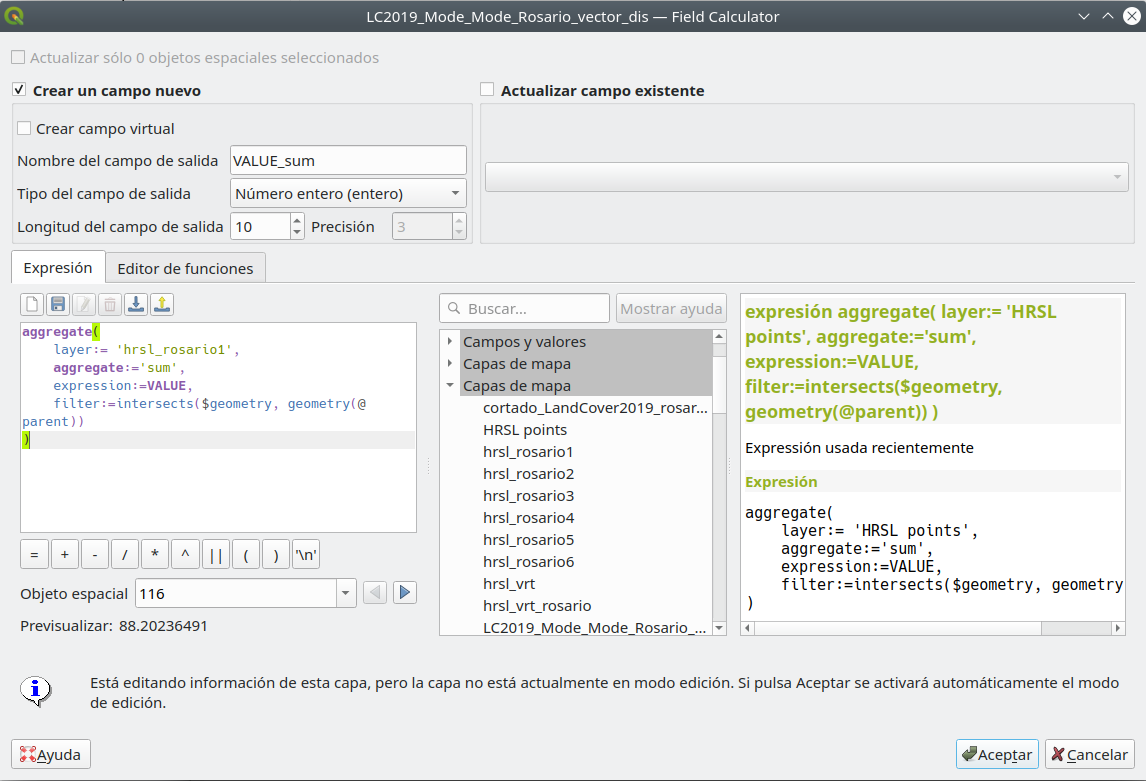 LC2019_Mode_Mode_Rosario_vector_dis — Field Calculator
Actualizar sólo 0 objetos espaciales seleccionados
Crear un campo nuevo
Actualizar campo existente
Crear campo virtual
Nombre del campo de salida VALUE_sum
Tipo del campo de salida Número entero (entero)
Longitud del campo de salida 10 Precisión 3
Expresión Editor de funciones
aggregate(
layer:= 'hrsl_rosario1',
aggregate:='sum',
expression:=VALUE,
filter:=intersects($geometry, geometry(@
parent))
)
= + - / * ^ || ( ) '\n'
Objeto espacial 116
Previsualizar: 88.20236491
Buscar... Mostrar ayuda
Campos y valores
Capas de mapa
Capas de mapa
cortado_LandCover2019_rosar...
HRSL points
hrsl_rosario1
hrsl_rosario2
hrsl_rosario3
hrsl_rosario4
hrsl_rosario5
hrsl_rosario6
hrsl_vrt
hrsl_vrt_rosario
LC2019_Mode_Mode_Rosario_...
expresión aggregate( layer:= 'HRSL
points', aggregate:='sum',
expression:=VALUE,
filter:=intersects($geometry,
geometry(@parent)) )
Expressión usada recientemente
Expresión
aggregate(
layer:= 'HRSL points',
aggregate:='sum',
expression:=VALUE,
filter:=intersects($geometry, geometry
)
Está editando información de esta capa, pero la capa no está actualmente en modo edición. Si pulsa Aceptar se activará automáticamente el modo
de edición.
Ayuda
Aceptar Cancelar